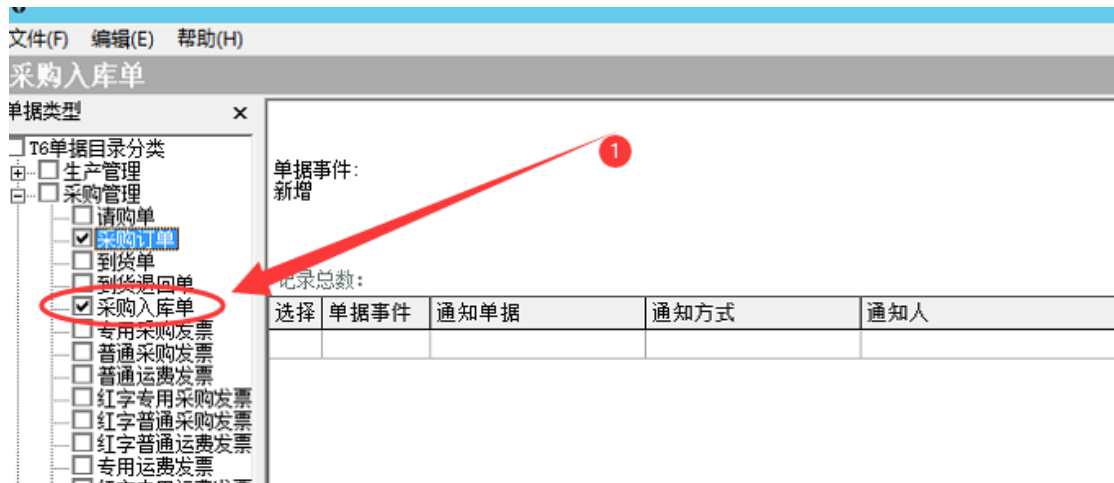 文件(F) 编辑(E) 帮助(H)
采购入库单
单据类型 ×
T6单据目录分类
生产管理
采购管理
请购单
采购订单
到货单
到货退回单
采购入库单
专用采购发票
普通采购发票
普通运费发票
红字专用采购发票
红字普通采购发票
红字普通运费发票
专用运费发票
1
单据事件:
新增
记录总数:
选择 单据事件 通知单据 通知方式 通知人